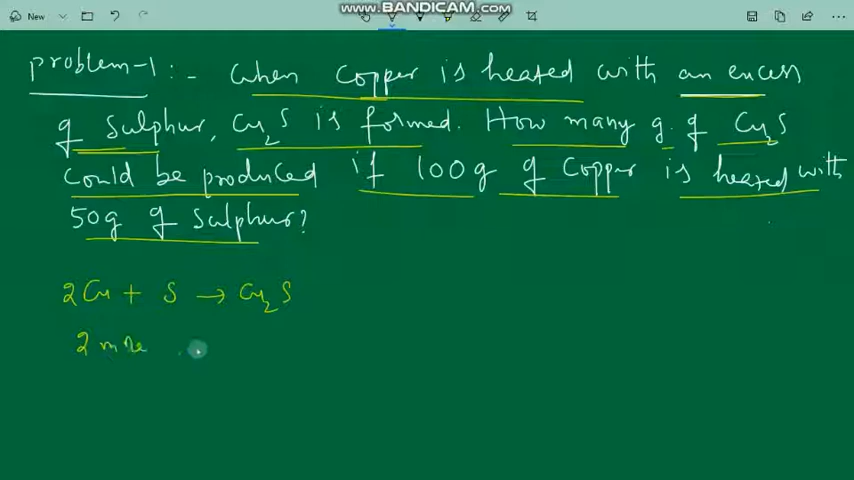 www.BANDICAM.com
New
problem-1:- When Copper is heated with an excess
of Sulphur, Cu2S is formed. How many g. of Cu2S
Could be produced if 100g of Copper is heated with
50g of Sulphur?
2Cu + S → Cu2S
2 mole